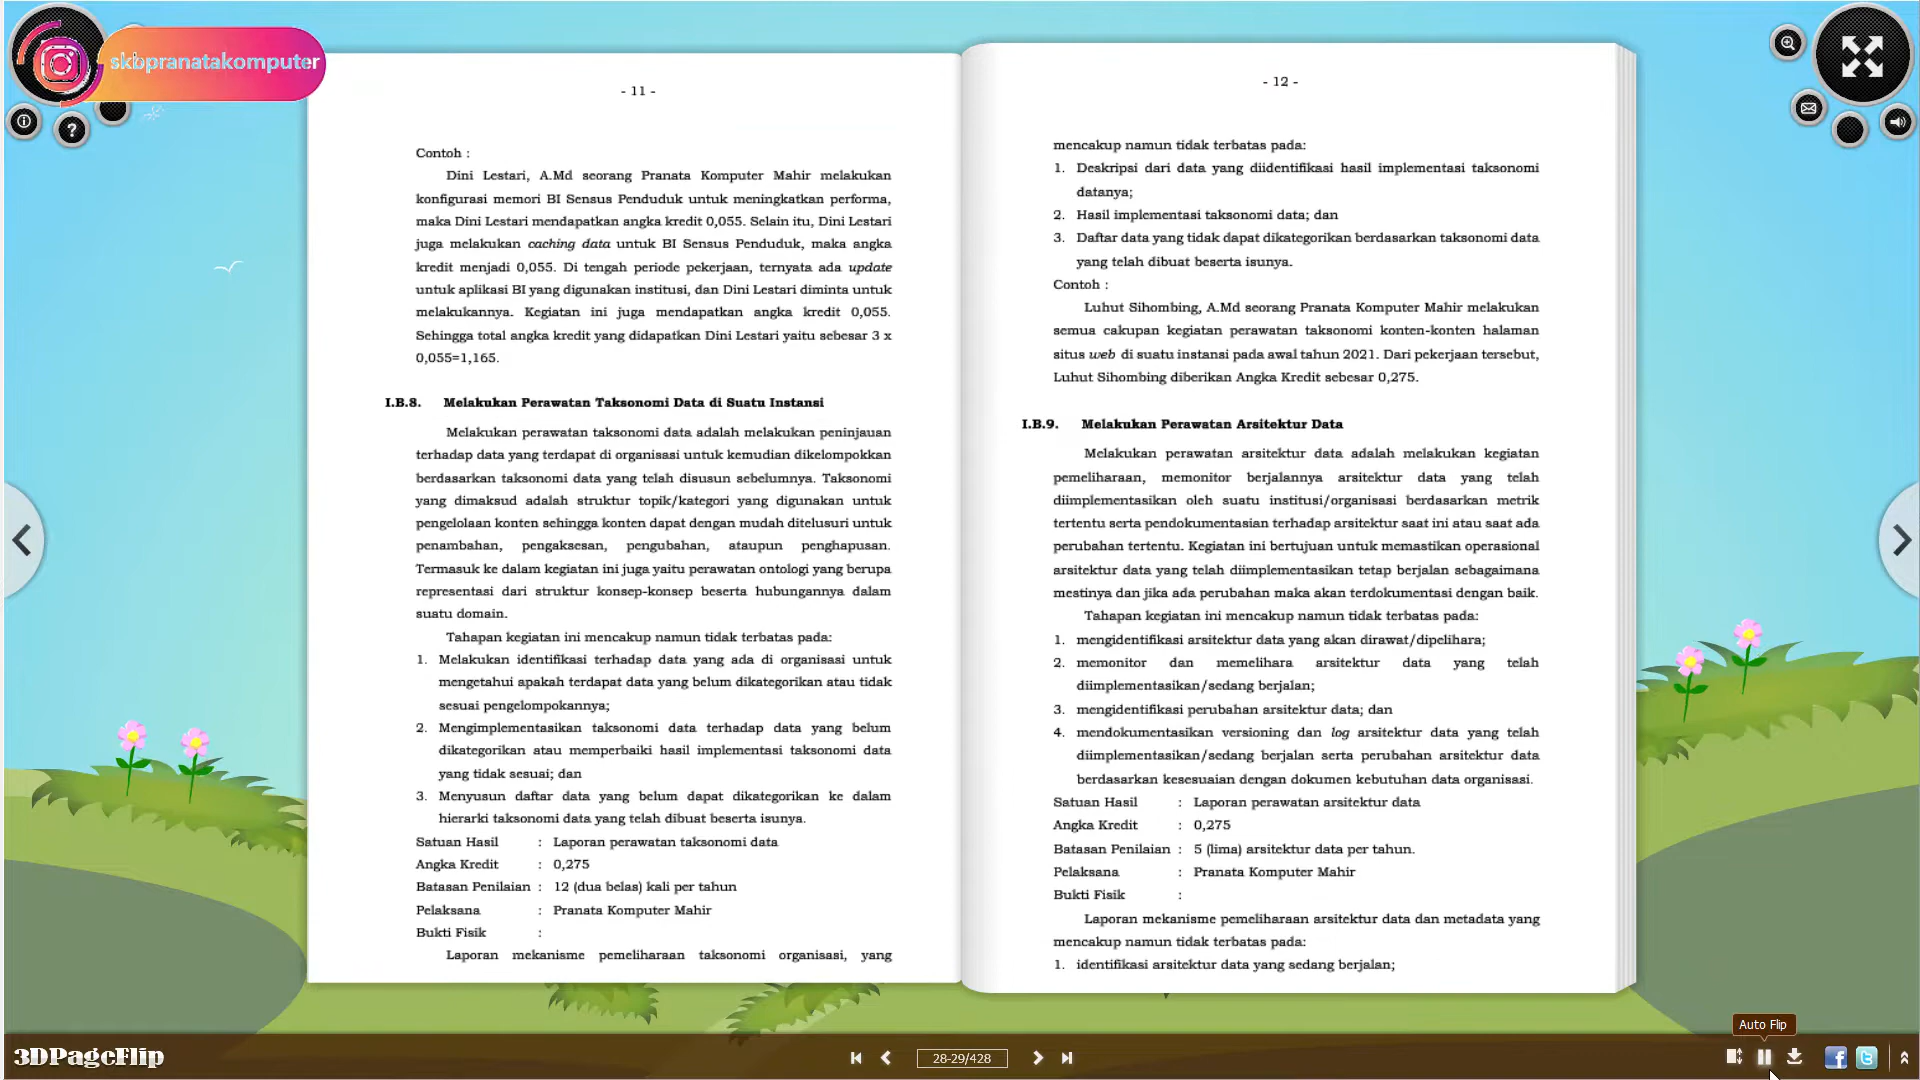 skbpranatakomputer
- 11 -
Contoh :
Dini Lestari, A.Md seorang Pranata Komputer Mahir melakukan
konfigurasi memori BI Sensus Penduduk untuk meningkatkan performa,
maka Dini Lestari mendapatkan angka kredit 0,055. Selain itu, Dini Lestari
juga melakukan caching data untuk BI Sensus Penduduk, maka angka
kredit menjadi 0,055. Di tengah periode pekerjaan, ternyata ada update
untuk aplikasi BI yang digunakan institusi, dan Dini Lestari diminta untuk
melakukannya. Kegiatan ini juga mendapatkan angka kredit 0,055.
Sehingga total angka kredit yang didapatkan Dini Lestari yaitu sebesar 3 x
0,055=1,165.
I.B.8. Melakukan Perawatan Taksonomi Data di Suatu Instansi
Melakukan perawatan taksonomi data adalah melakukan peninjauan
terhadap data yang terdapat di organisasi untuk kemudian dikelompokkan
berdasarkan taksonomi data yang telah disusun sebelumnya. Taksonomi
yang dimaksud adalah struktur topik/kategori yang digunakan untuk
pengelolaan konten sehingga konten dapat dengan mudah ditelusuri untuk
penambahan, pengaksesan, pengubahan, ataupun penghapusan.
Termasuk ke dalam kegiatan ini juga yaitu perawatan ontologi yang berupa
representasi dari struktur konsep-konsep beserta hubungannya dalam
suatu domain.
Tahapan kegiatan ini mencakup namun tidak terbatas pada:
1. Melakukan identifikasi terhadap data yang ada di organisasi untuk
mengetahui apakah terdapat data yang belum dikategorikan atau tidak
sesuai pengelompokannya;
2. Mengimplementasikan taksonomi data terhadap data yang belum
dikategorikan atau memperbaiki hasil implementasi taksonomi data
yang tidak sesuai; dan
3. Menyusun daftar data yang belum dapat dikategorikan ke dalam
hierarki taksonomi data yang telah dibuat beserta isunya.
Satuan Hasil : Laporan perawatan taksonomi data
Angka Kredit : 0,275
Batasan Penilaian : 12 (dua belas) kali per tahun
Pelaksana : Pranata Komputer Mahir
Bukti Fisik :
Laporan mekanisme pemeliharaan taksonomi organisasi, yang
- 12 -
mencakup namun tidak terbatas pada:
1. Deskripsi dari data yang diidentifikasi hasil implementasi taksonomi
datanya;
2. Hasil implementasi taksonomi data; dan
3. Daftar data yang tidak dapat dikategorikan berdasarkan taksonomi data
yang telah dibuat beserta isunya.
Contoh :
Luhut Sihombing, A.Md seorang Pranata Komputer Mahir melakukan
semua cakupan kegiatan perawatan taksonomi konten-konten halaman
situs web di suatu instansi pada awal tahun 2021. Dari pekerjaan tersebut,
Luhut Sihombing diberikan Angka Kredit sebesar 0,275.
I.B.9. Melakukan Perawatan Arsitektur Data
Melakukan perawatan arsitektur data adalah melakukan kegiatan
pemeliharaan, memonitor berjalannya arsitektur data yang telah
diimplementasikan oleh suatu institusi/organisasi berdasarkan metrik
tertentu serta pendokumentasian terhadap arsitektur saat ini atau saat ada
perubahan tertentu. Kegiatan ini bertujuan untuk memastikan operasional
arsitektur data yang telah diimplementasikan tetap berjalan sebagaimana
mestinya dan jika ada perubahan maka akan terdokumentasi dengan baik.
Tahapan kegiatan ini mencakup namun tidak terbatas pada:
1. mengidentifikasi arsitektur data yang akan dirawat/dipelihara;
2. memonitor dan memelihara arsitektur data yang telah
diimplementasikan/sedang berjalan;
3. mengidentifikasi perubahan arsitektur data; dan
4. mendokumentasikan versioning dan log arsitektur data yang telah
diimplementasikan/sedang berjalan serta perubahan arsitektur data
berdasarkan kesesuaian dengan dokumen kebutuhan data organisasi.
Satuan Hasil : Laporan perawatan arsitektur data
Angka Kredit : 0,275
Batasan Penilaian : 5 (lima) arsitektur data per tahun.
Pelaksana : Pranata Komputer Mahir
Bukti Fisik :
Laporan mekanisme pemeliharaan arsitektur data dan metadata yang
mencakup namun tidak terbatas pada:
1. identifikasi arsitektur data yang sedang berjalan;
Auto Flip
3DPageFlip
28-29/428